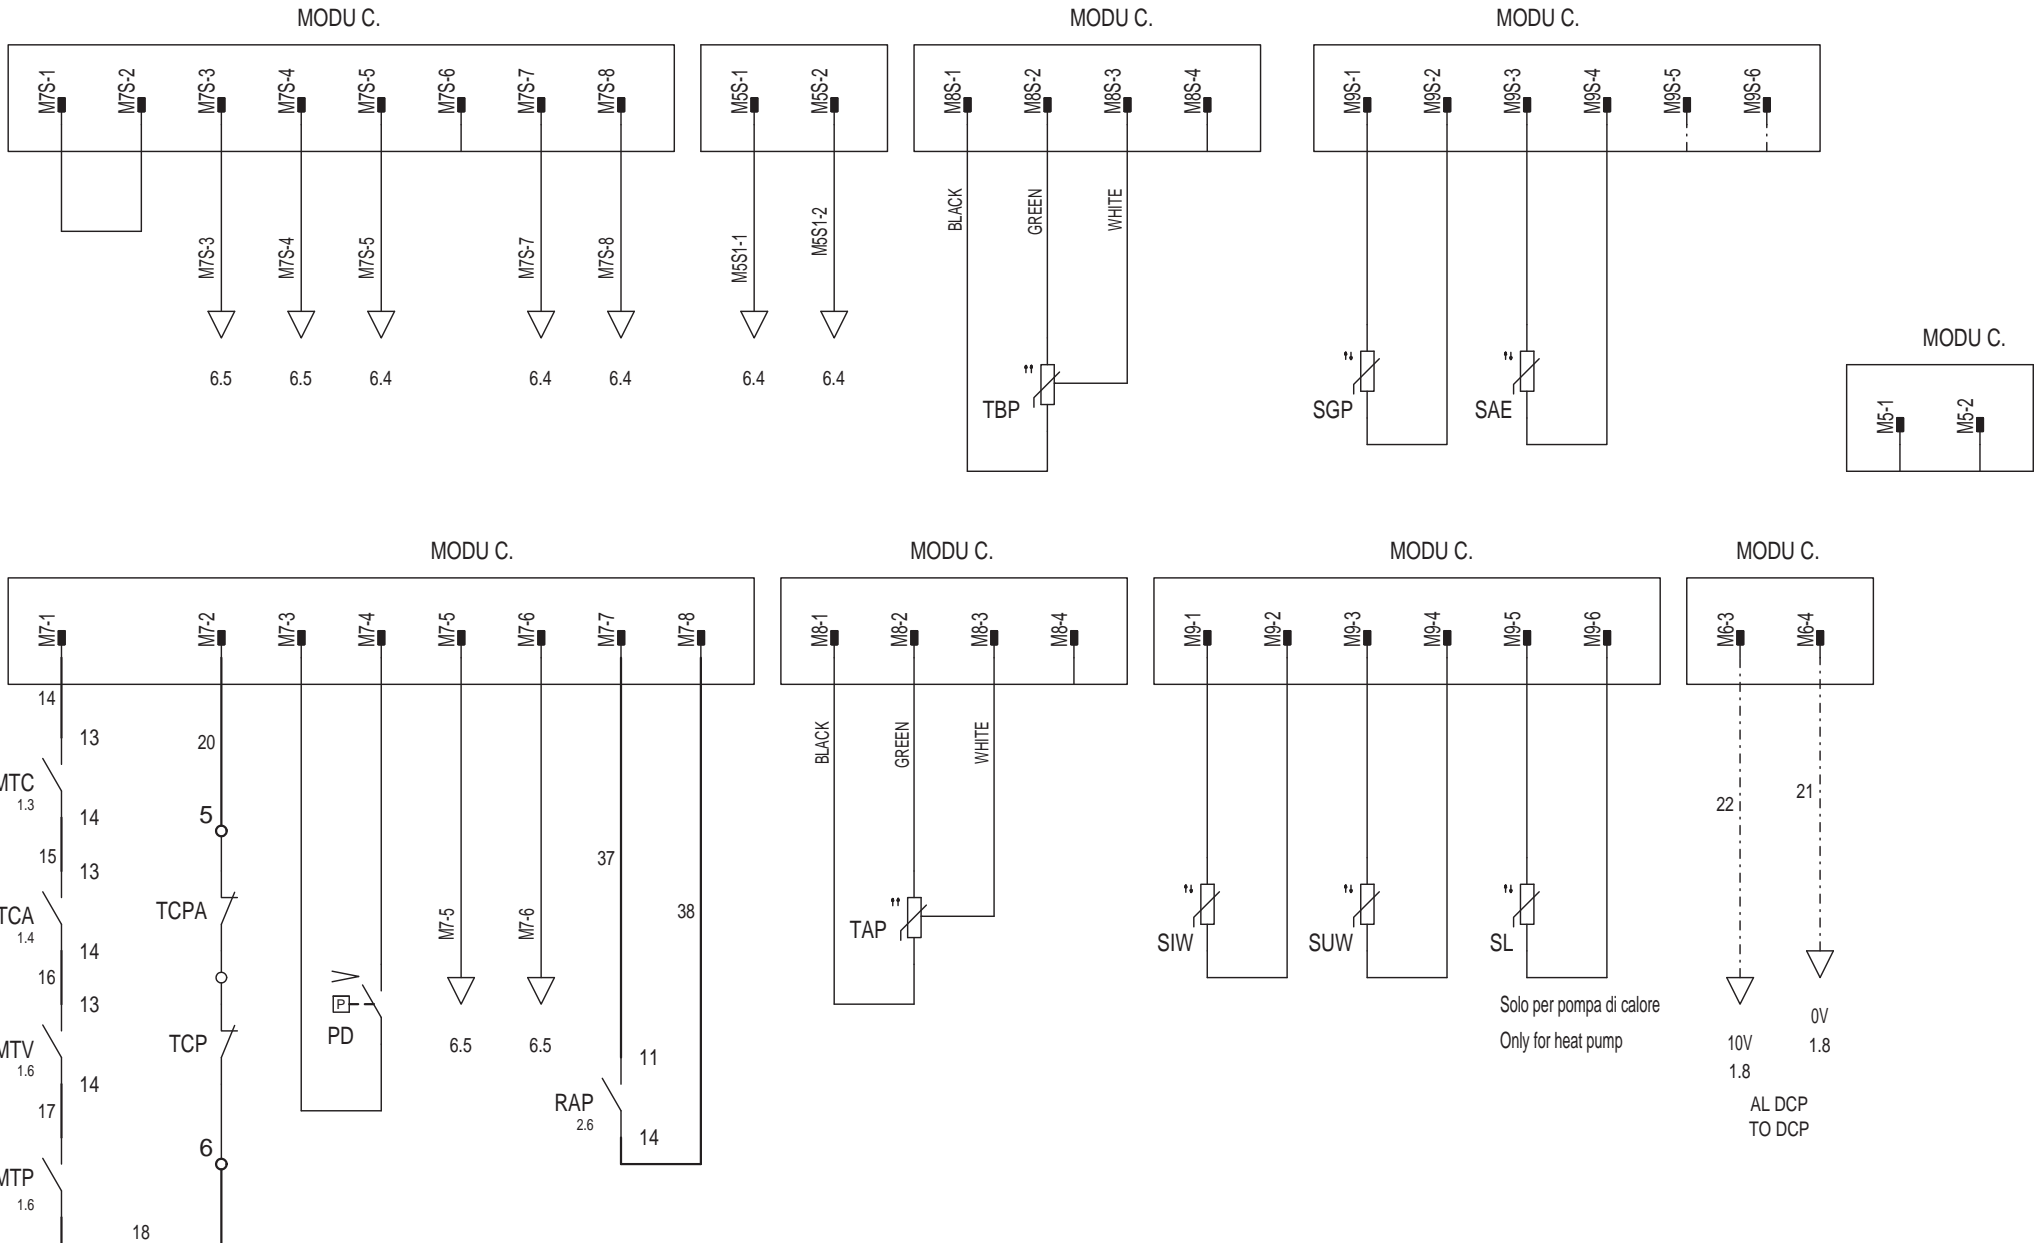 MODU C.
MODU C.
MODU C.
M7S-1
M7S-2
M7S-3
M7S-4
M7S-5
M7S-6
M7S-7
M7S-8
M5S-1
M5S-2
M8S-1
M8S-2
M8S-3
M8S-4
M9S-1
M9S-2
M9S-3
M9S-4
M9S-5
M9S-6
BLACK
GREEN
WHITE
M7S-3
M7S-4
M7S-5
M7S-7
M7S-8
M5S1-1
M5S1-2
6.5
6.5
6.4
6.4
6.4
6.4
6.4
TBP
SGP
SAE
MODU C.
M5-1
M5-2
MODU C.
MODU C.
MODU C.
MODU C.
M7-1
M7-2
M7-3
M7-4
M7-5
M7-6
M7-7
M7-8
M8-1
M8-2
M8-3
M8-4
M9-1
M9-2
M9-3
M9-4
M9-5
M9-6
M6-3
M6-4
14
13
20
BLACK
GREEN
WHITE
MTC
1.3
14
5
22
21
15
13
37
TCA
1.4
TCPA
38
14
M7-5
M7-6
TAP
SIW
SUW
SL
16
13
P
PD
Solo per pompa di calore
Only for heat pump
MTV
1.6
TCP
6.5
6.5
11
10V
1.8
0V
1.8
14
17
RAP
2.6
14
AL DCP
TO DCP
6
MTP
1.6
18